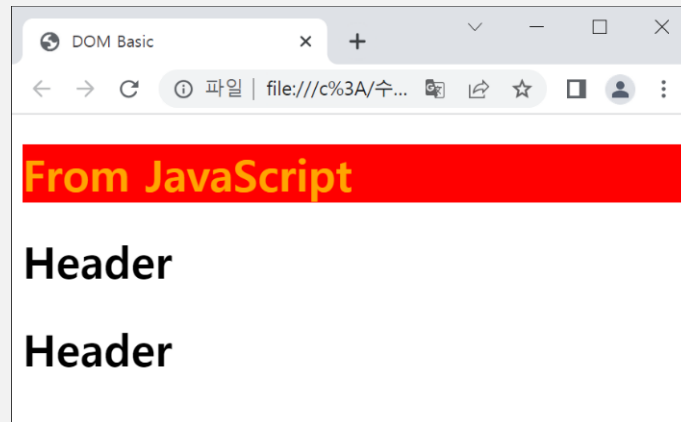 DOM Basic
파일 file:///c%3A/수...
From JavaScript
Header
Header